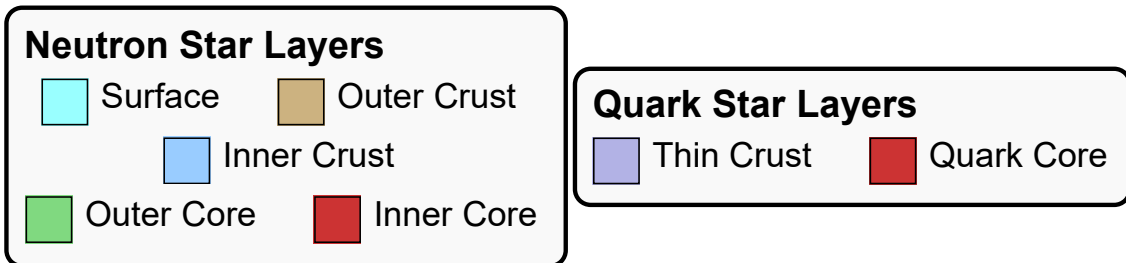 Neutron Star Layers
Surface Outer Crust
Inner Crust
Outer Core Inner Core
Quark Star Layers
Thin Crust Quark Core